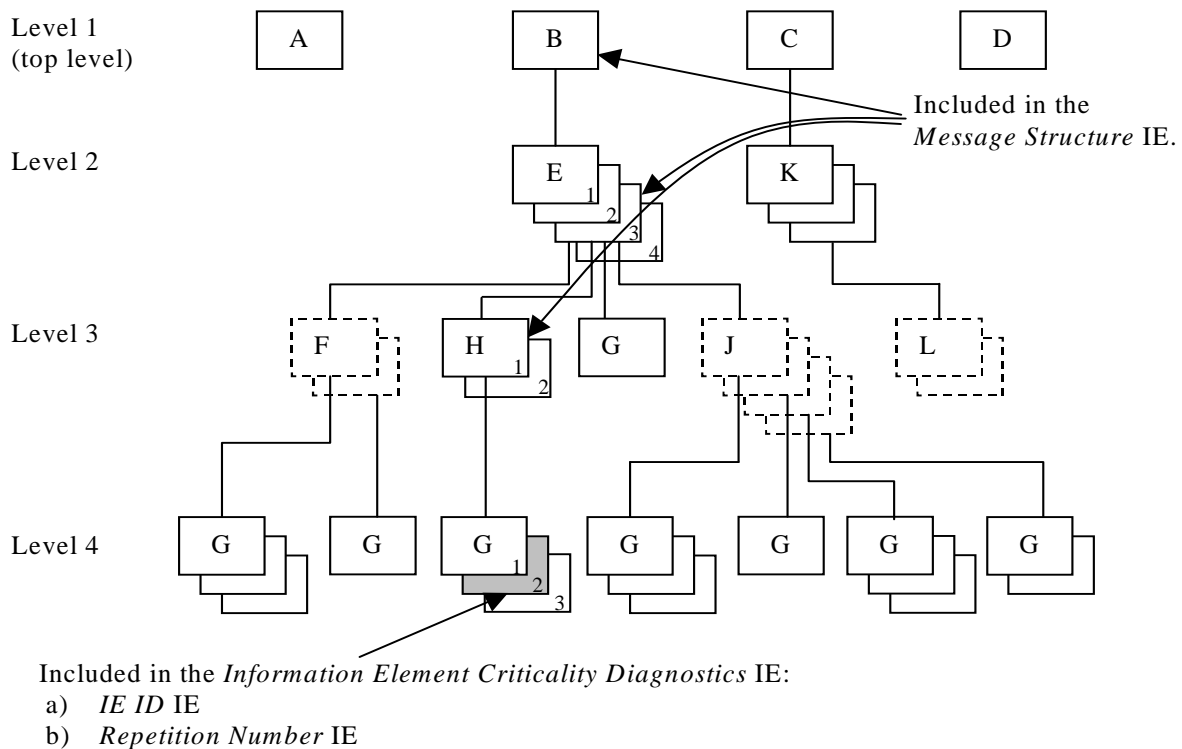 Level 1
(top level)
A
B
C
D
Included in the
Message Structure IE.
Level 2
E
1
2
3
4
K
Level 3
F
H
1
2
G
J
L
Level 4
G
G
G
1
2
3
G
G
G
G
Included in the Information Element Criticality Diagnostics IE:
a) IE ID IE
b) Repetition Number IE